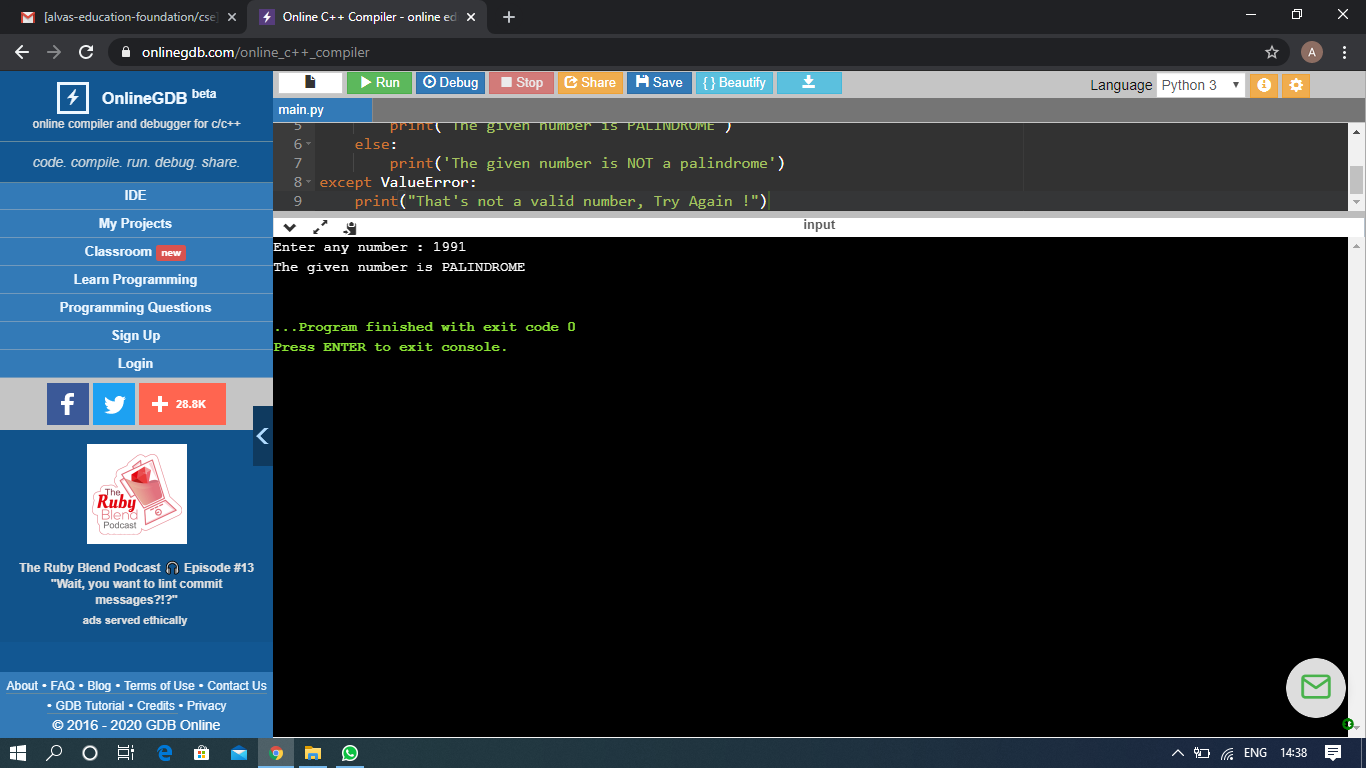 [alvas-education-foundation/cse]
Online C++ Compiler - online ed
onlinegdb.com/online_c++_compiler
A
OnlineGDB beta
online compiler and debugger for c/c++
code. compile. run. debug. share.
IDE
My Projects
Classroom new
Learn Programming
Programming Questions
Sign Up
Login
28.8K
The Ruby Blend Podcast
The Ruby Blend Podcast 🎧 Episode #13
"Wait, you want to lint commit
messages?!?"
ads served ethically
About • FAQ • Blog • Terms of Use • Contact Us
• GDB Tutorial • Credits • Privacy
© 2016 - 2020 GDB Online
Run Debug Stop Share Save { } Beautify
Language Python 3
main.py
5 print('The given number is PALINDROME')
6 else:
7 print('The given number is NOT a palindrome')
8 except ValueError:
9 print("That's not a valid number, Try Again !")
input
Enter any number : 1991
The given number is PALINDROME
...Program finished with exit code 0
Press ENTER to exit console.
ENG 14:38